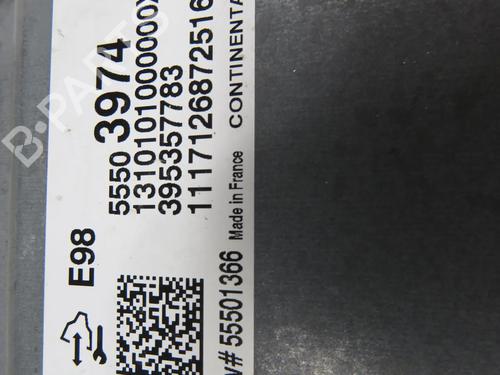 E98
5550 3974
1310101000000X
395357783
1117126872516
CONTINENTA
Made in France
# 55501366
B-PARTS